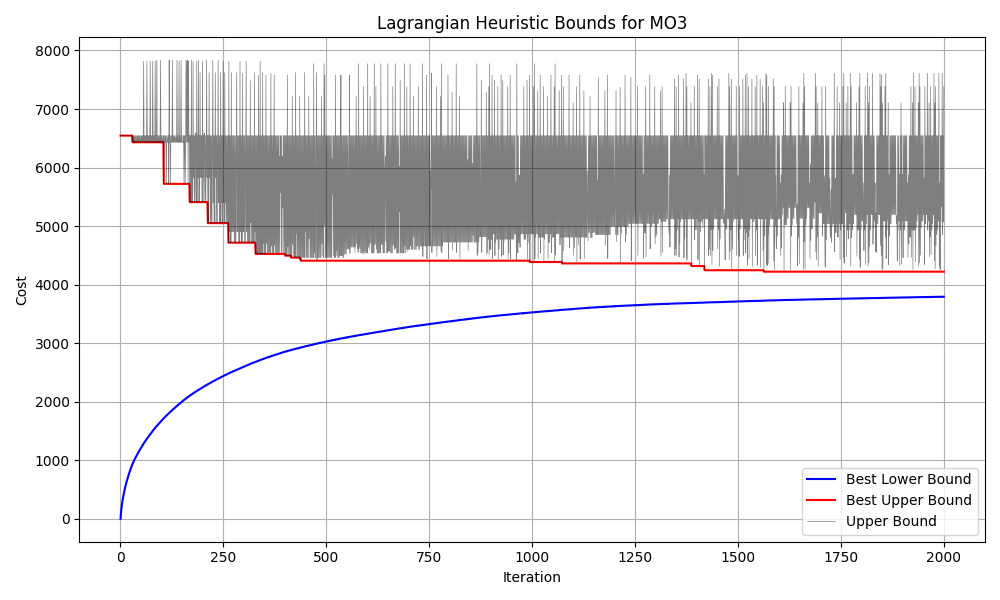 Lagrangian Heuristic Bounds for MO3
8000
7000
6000
5000
4000
3000
2000
1000
0
Cost
0 250 500 750 1000 1250 1500 1750 2000
Iteration
Best Lower Bound
Best Upper Bound
Upper Bound